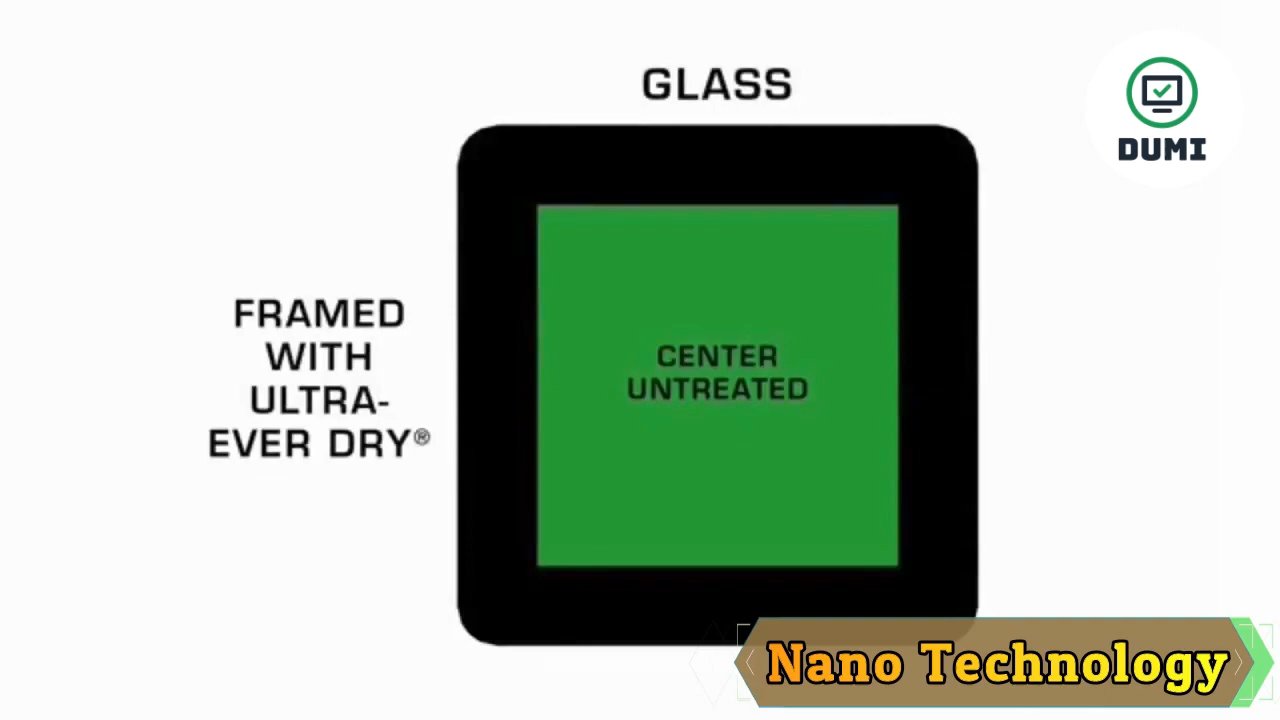 GLASS
DUMI
FRAMED
WITH
ULTRA-
EVER DRY®
CENTER
UNTREATED
Nano Technology